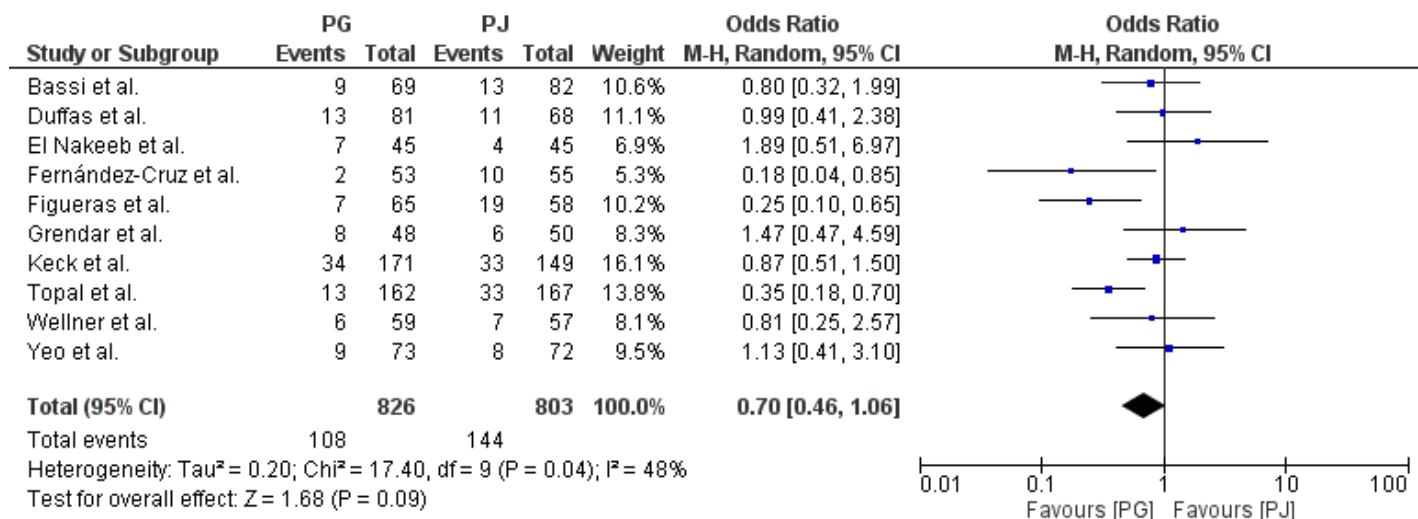 PG PJ Odds Ratio Odds Ratio
Study or Subgroup Events Total Events Total Weight M-H, Random, 95% CI M-H, Random, 95% CI
Bassi et al. 9 69 13 82 10.6% 0.80 [0.32, 1.99]
Duffas et al. 13 81 11 68 11.1% 0.99 [0.41, 2.38]
El Nakeeb et al. 7 45 4 45 6.9% 1.89 [0.51, 6.97]
Fernández-Cruz et al. 2 53 10 55 5.3% 0.18 [0.04, 0.85]
Figueras et al. 7 65 19 58 10.2% 0.25 [0.10, 0.65]
Grendar et al. 8 48 6 50 8.3% 1.47 [0.47, 4.59]
Keck et al. 34 171 33 149 16.1% 0.87 [0.51, 1.50]
Topal et al. 13 162 33 167 13.8% 0.35 [0.18, 0.70]
Wellner et al. 6 59 7 57 8.1% 0.81 [0.25, 2.57]
Yeo et al. 9 73 8 72 9.5% 1.13 [0.41, 3.10]
Total (95% CI) 826 803 100.0% 0.70 [0.46, 1.06]
Total events 108 144
Heterogeneity: Tau² = 0.20; Chi² = 17.40, df = 9 (P = 0.04); I² = 48%
Test for overall effect: Z = 1.68 (P = 0.09)
0.01 0.1 1 10 100
Favours [PG] Favours [PJ]